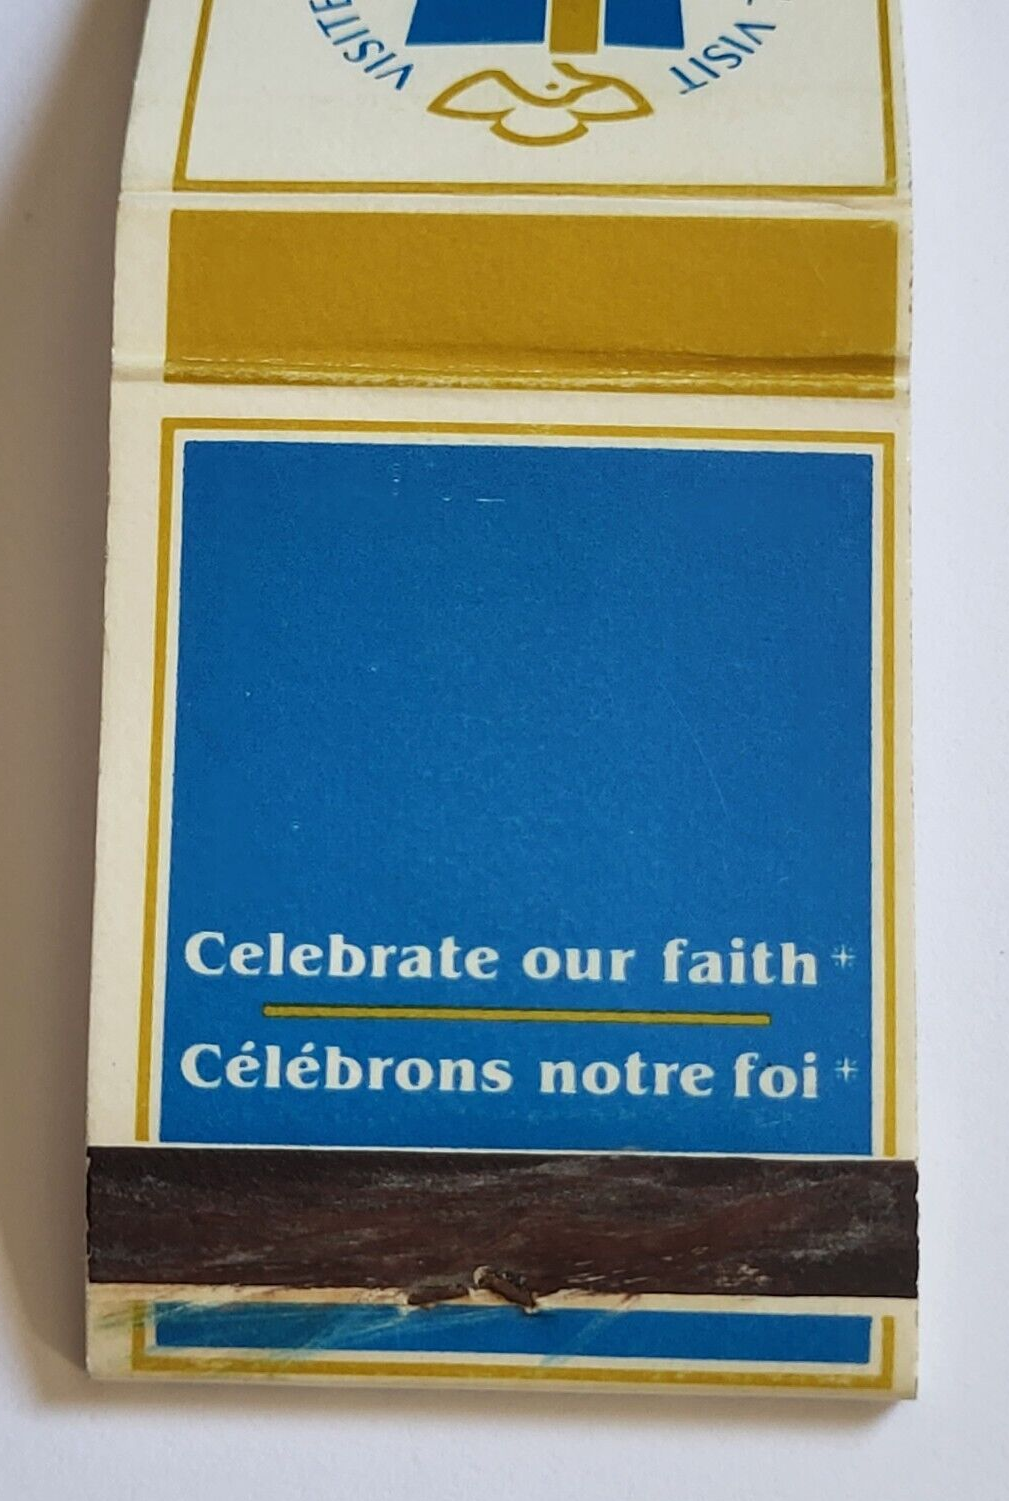 VISITE
VISIT
Celebrate our faith
Célébrons notre foi